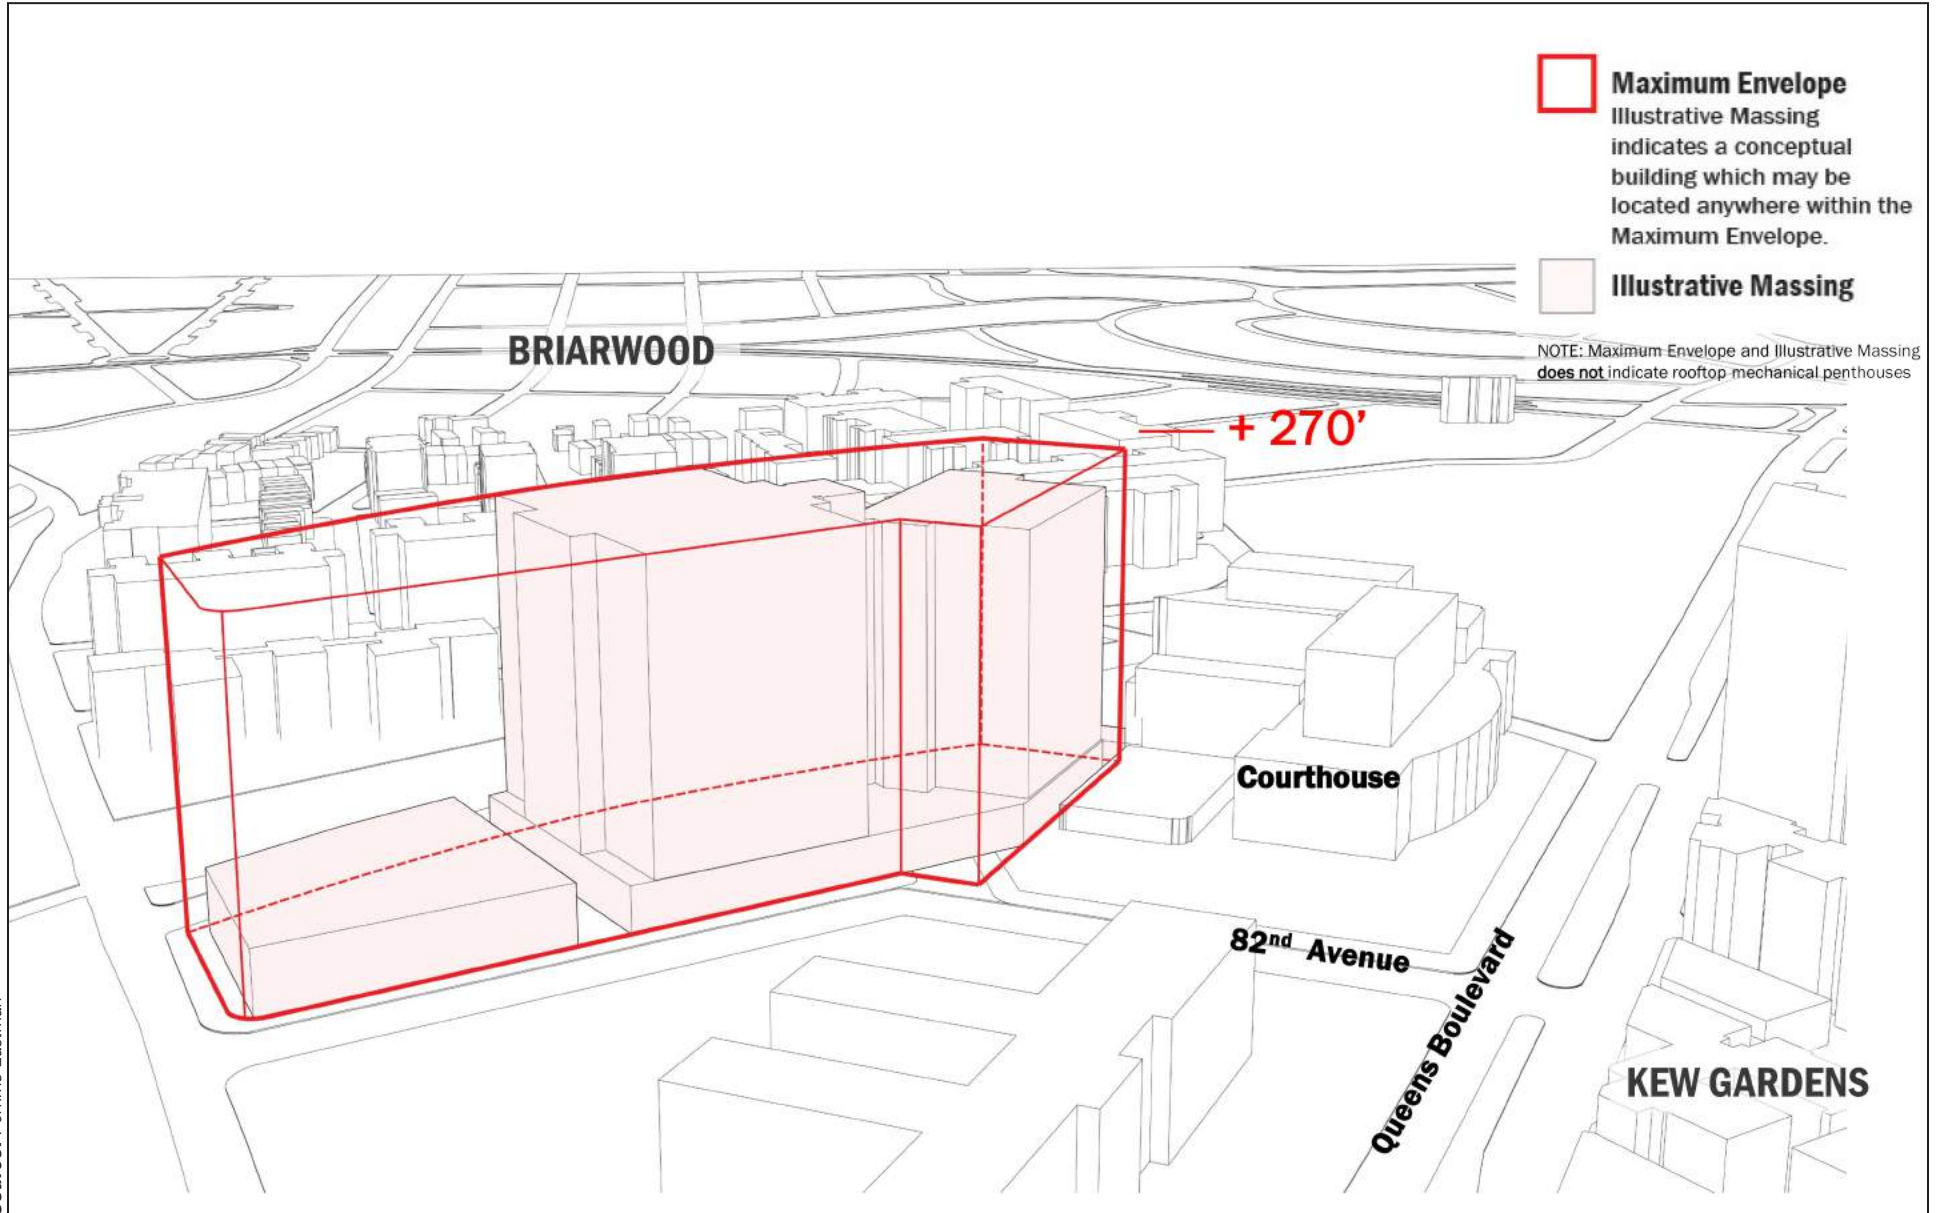 Maximum Envelope
Illustrative Massing
indicates a conceptual
building which may be
located anywhere within the
Maximum Envelope.
Illustrative Massing
NOTE: Maximum Envelope and Illustrative Massing
does not indicate rooftop mechanical penthouses
BRIARWOOD
+ 270’
Courthouse
82nd Avenue
Queens Boulevard
KEW GARDENS